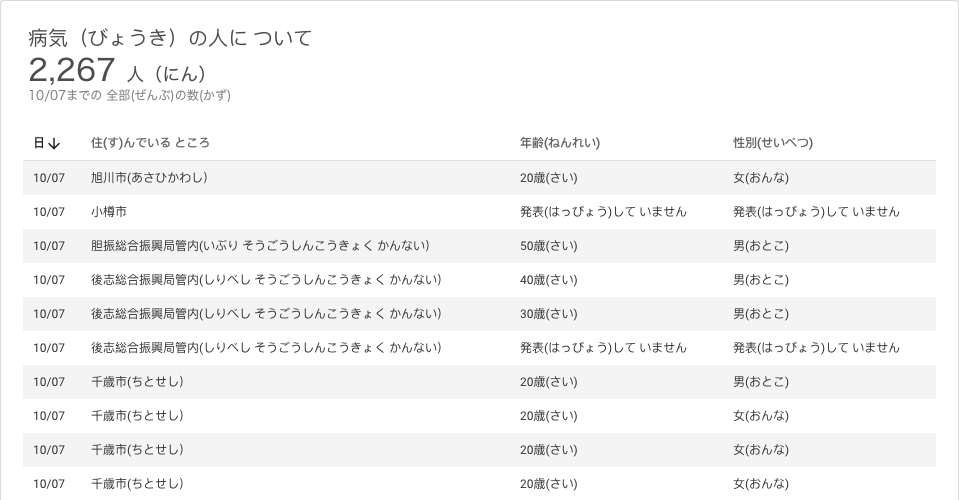 病気（びょうき）の人に ついて
2,267 人（にん）
10/07までの 全部(ぜんぶ)の数(かず)
日↓ 住(す)んでいる ところ 年齢(ねんれい) 性別(せいべつ)
10/07 旭川市(あさひかわし） 20歳(さい) 女(おんな)
10/07 小樽市 発表(はっぴょう)して いません 発表(はっぴょう)して いません
10/07 胆振総合振興局管内(いぶり そうごうしんこうきょく かんない） 50歳(さい) 男(おとこ)
10/07 後志総合振興局管内(しりべし そうごうしんこうきょく かんない） 40歳(さい) 男(おとこ)
10/07 後志総合振興局管内(しりべし そうごうしんこうきょく かんない） 30歳(さい) 男(おとこ)
10/07 後志総合振興局管内(しりべし そうごうしんこうきょく かんない） 発表(はっぴょう)して いません 発表(はっぴょう)して いません
10/07 千歳市(ちとせし） 20歳(さい) 男(おとこ)
10/07 千歳市(ちとせし） 20歳(さい) 女(おんな)
10/07 千歳市(ちとせし） 20歳(さい) 女(おんな)
10/07 千歳市(ちとせし） 20歳(さい) 女(おんな)